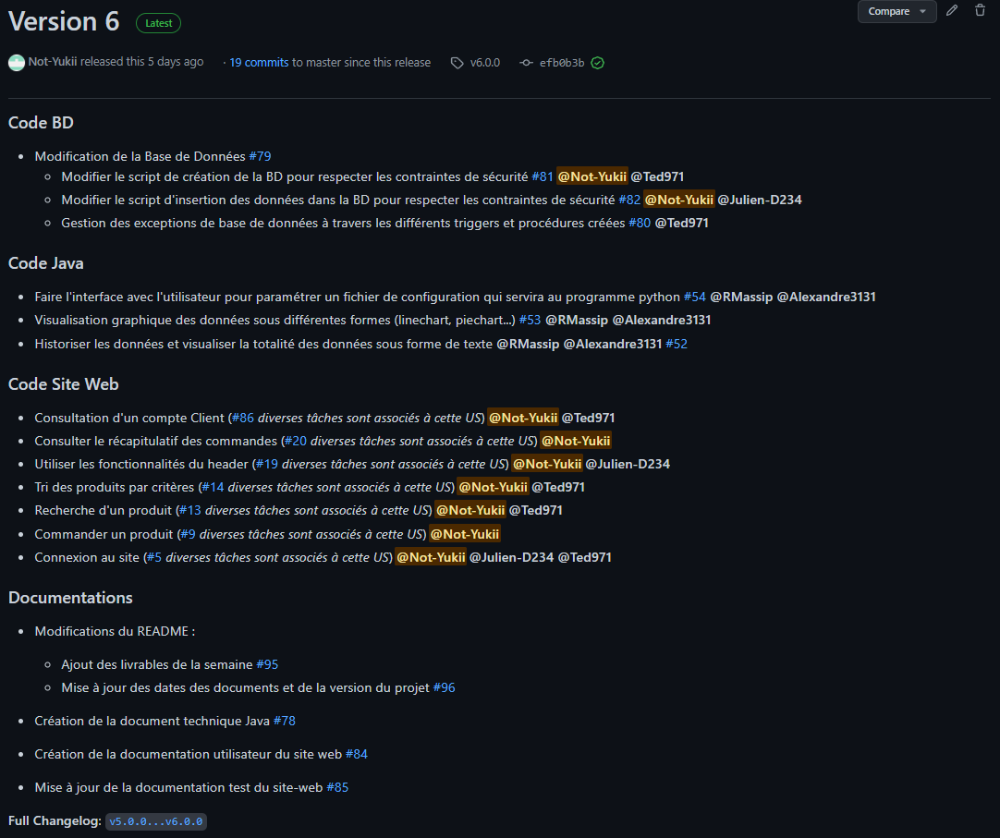 Version 6 Latest Compare
Not-Yukii released this 5 days ago · 19 commits to master since this release v6.0.0 efb0b3b
Code BD
Modification de la Base de Données #79
Modifier le script de création de la BD pour respecter les contraintes de sécurité #81 @Not-Yukii @Ted971
Modifier le script d'insertion des données dans la BD pour respecter les contraintes de sécurité #82 @Not-Yukii @Julien-D234
Gestion des exceptions de base de données à travers les différents triggers et procédures créées #80 @Ted971
Code Java
Faire l'interface avec l'utilisateur pour paramétrer un fichier de configuration qui servira au programme python #54 @RMassip @Alexandre3131
Visualisation graphique des données sous différentes formes (linechart, piechart...) #53 @RMassip @Alexandre3131
Historiser les données et visualiser la totalité des données sous forme de texte @RMassip @Alexandre3131 #52
Code Site Web
Consultation d'un compte Client (#86 diverses tâches sont associés à cette US) @Not-Yukii @Ted971
Consulter le récapitulatif des commandes (#20 diverses tâches sont associés à cette US) @Not-Yukii
Utiliser les fonctionnalités du header (#19 diverses tâches sont associés à cette US) @Not-Yukii @Julien-D234
Tri des produits par critères (#14 diverses tâches sont associés à cette US) @Not-Yukii @Ted971
Recherche d'un produit (#13 diverses tâches sont associés à cette US) @Not-Yukii @Ted971
Commander un produit (#9 diverses tâches sont associés à cette US) @Not-Yukii
Connexion au site (#5 diverses tâches sont associés à cette US) @Not-Yukii @Julien-D234 @Ted971
Documentations
Modifications du README :
Ajout des livrables de la semaine #95
Mise à jour des dates des documents et de la version du projet #96
Création de la document technique Java #78
Création de la documentation utilisateur du site web #84
Mise à jour de la documentation test du site-web #85
Full Changelog: v5.0.0...v6.0.0